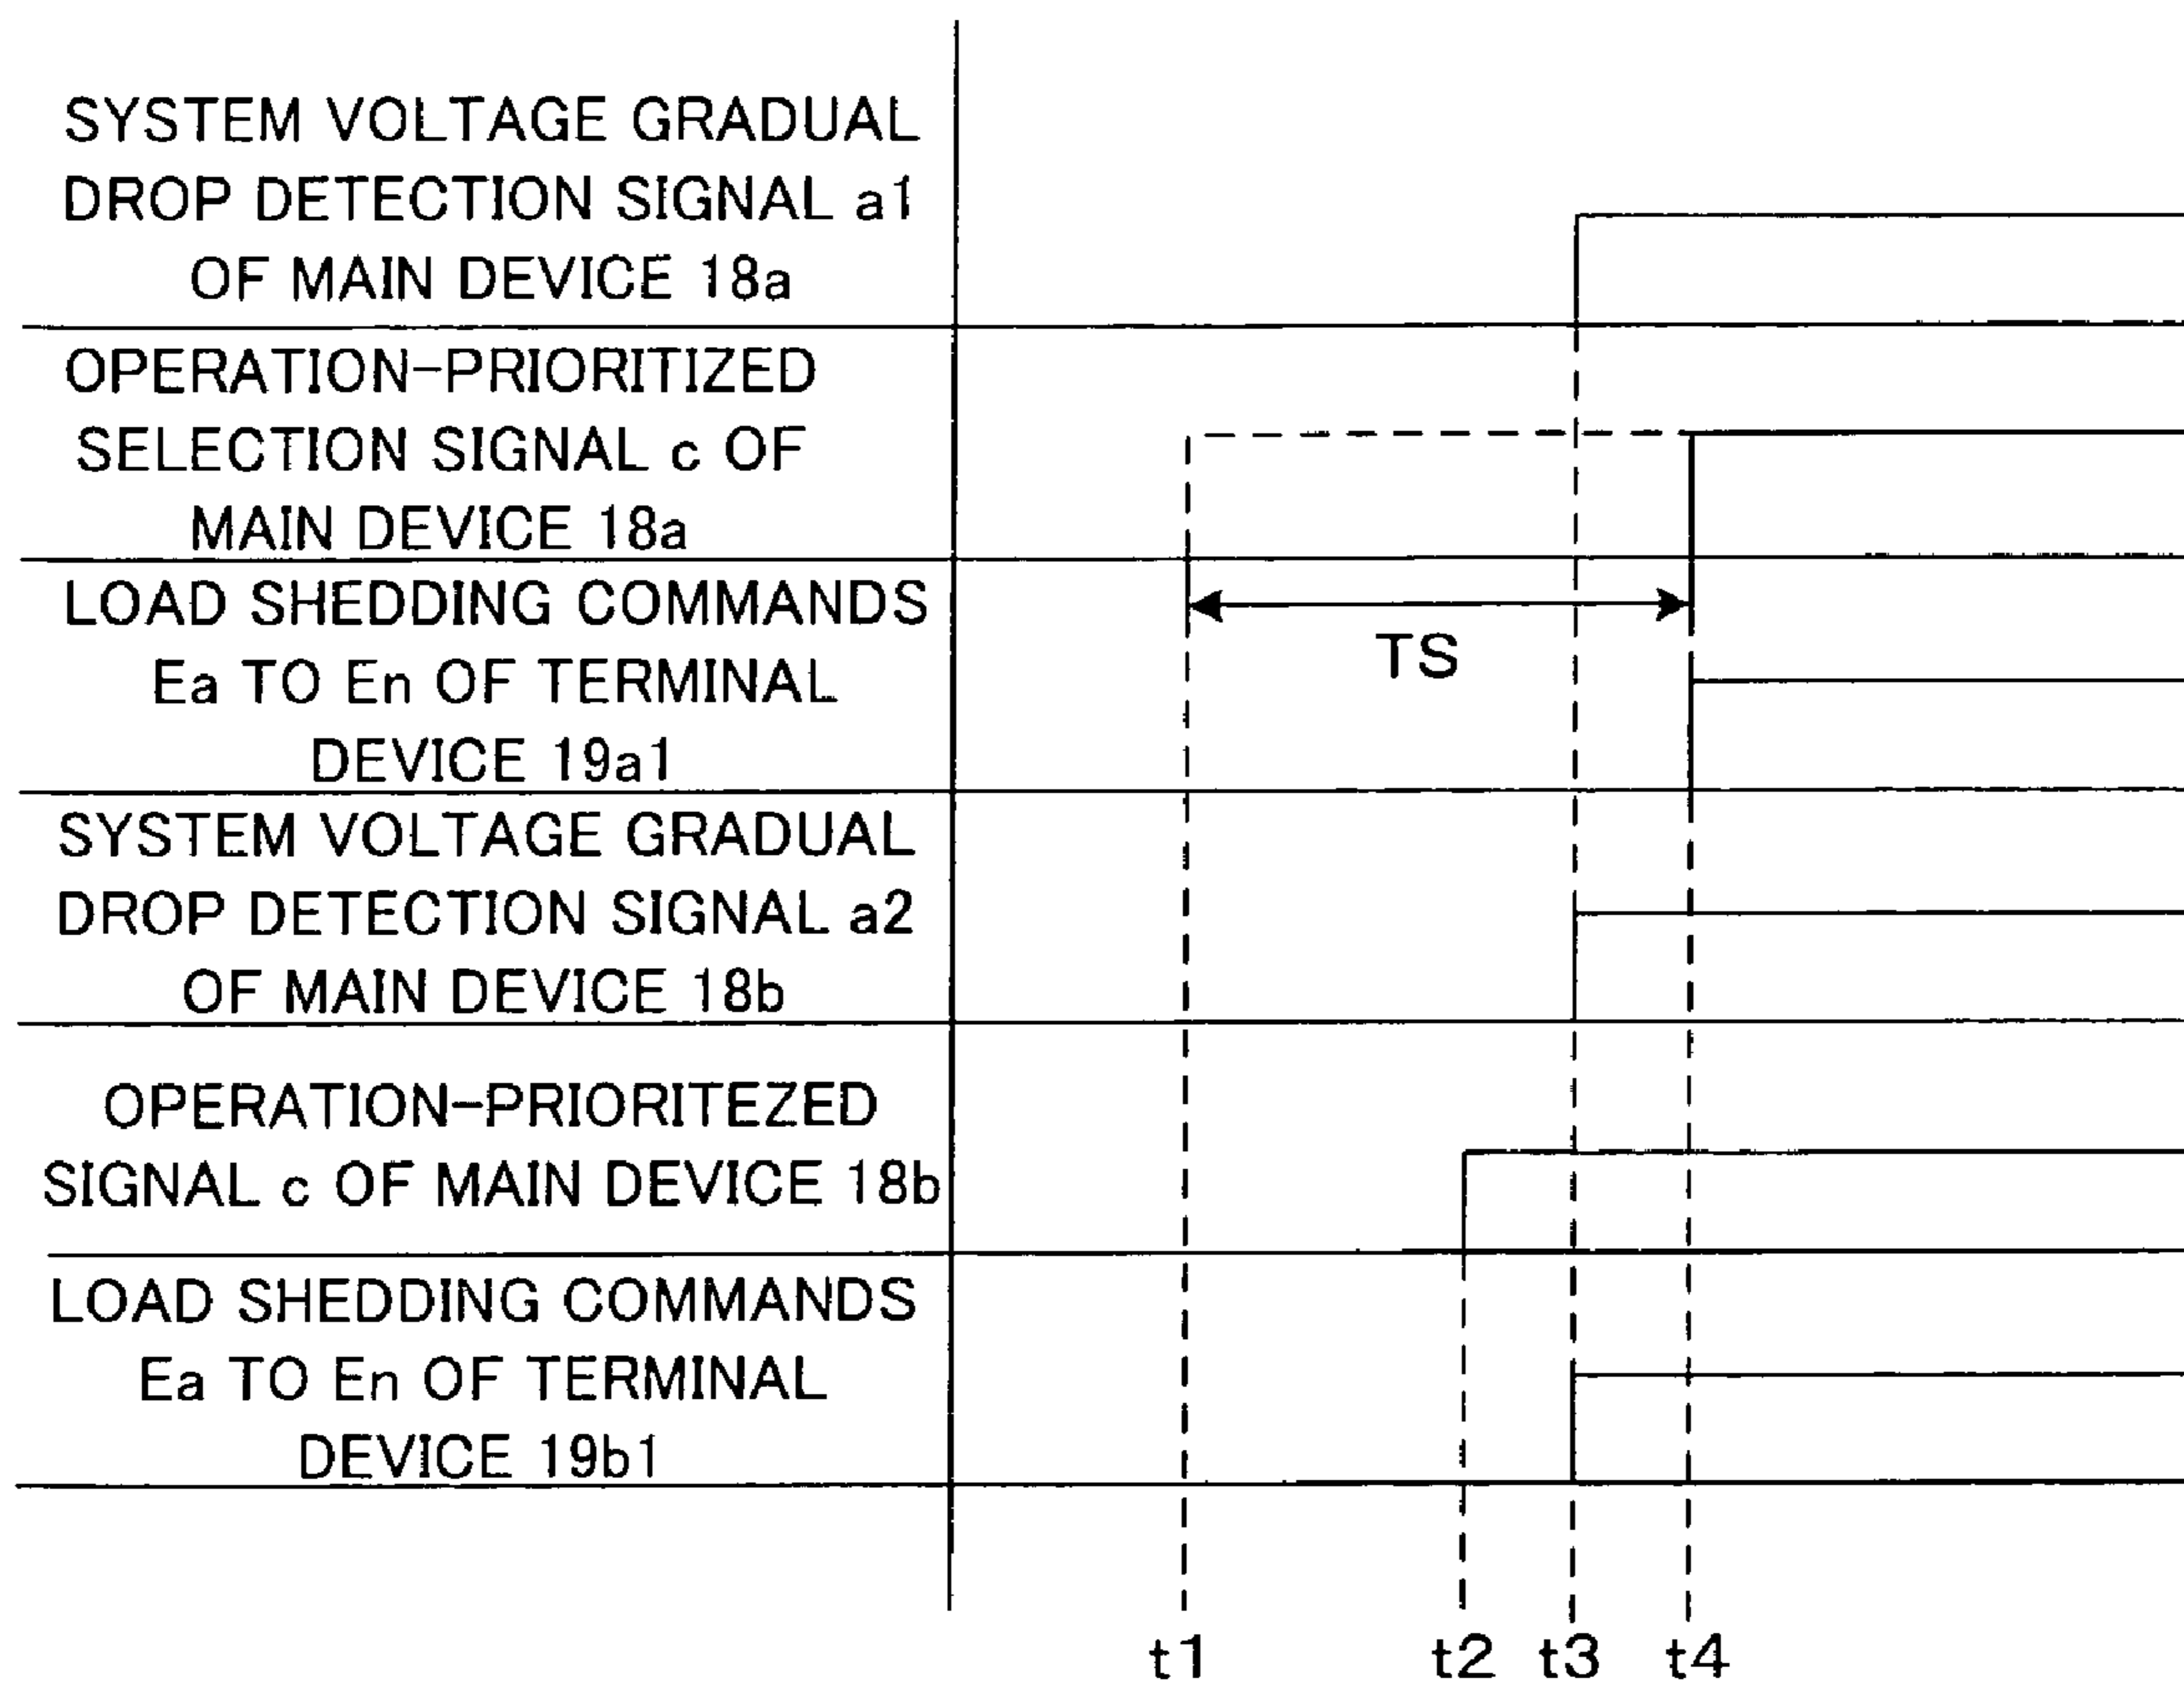 SYSTEM VOLTAGE GRADUAL
DROP DETECTION SIGNAL a1
OF MAIN DEVICE 18a
OPERATION-PRIORITIZED
SELECTION SIGNAL c OF
MAIN DEVICE 18a
LOAD SHEDDING COMMANDS
Ea TO En OF TERMINAL
DEVICE 19a1
TS
SYSTEM VOLTAGE GRADUAL
DROP DETECTION SIGNAL a2
OF MAIN DEVICE 18b
OPERATION-PRIORITEZED
SIGNAL c OF MAIN DEVICE 18b
LOAD SHEDDING COMMANDS
Ea TO En OF TERMINAL
DEVICE 19b1
t1 t2 t3 t4